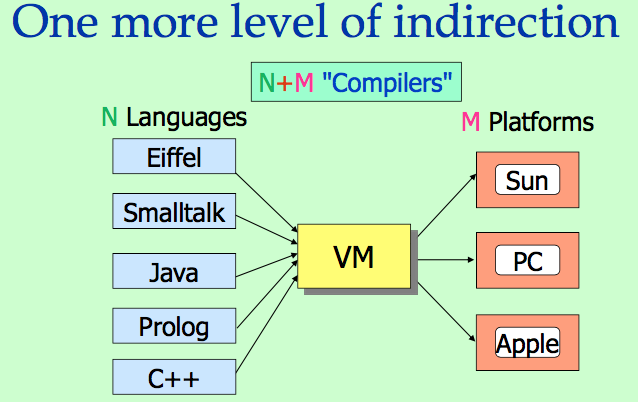 One more level of indirection
N+M "Compilers"
N Languages
M Platforms
Eiffel
Smalltalk
Java
Prolog
C++
VM
Sun
PC
Apple